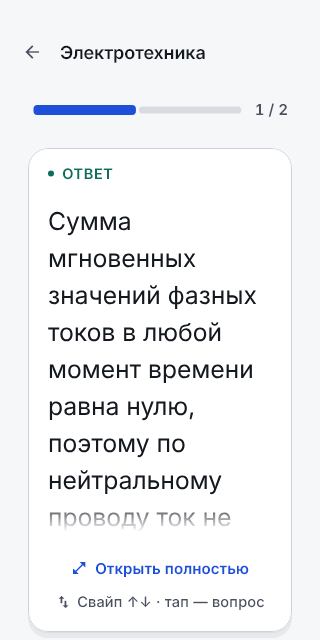 Электротехника
1 / 2
ОТВЕТ
Сумма
мгновенных
значений фазных
токов в любой
момент времени
равна нулю,
поэтому по
нейтральному
проводу ток не
Открыть полностью
Свайп ↑↓ · тап — вопрос